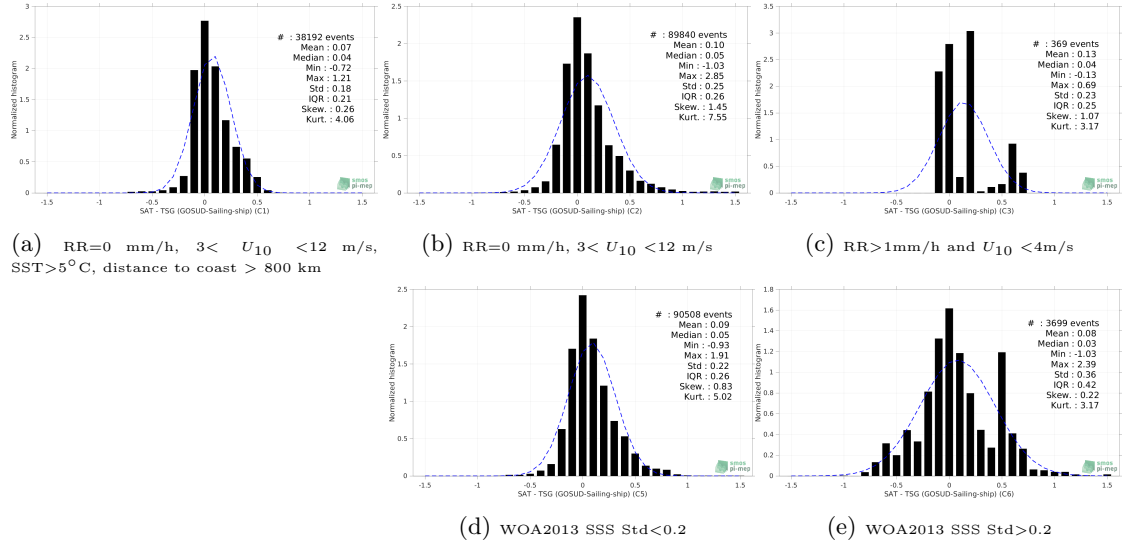 3
2.5
2
1.5
1
0.5
0
Normalized histogram
# : 38192 events
Mean : 0.07
Median : 0.04
Min : -0.72
Max : 1.21
Std : 0.18
IQR : 0.21
Skew. : 0.26
Kurt. : 4.06
smos
pi-mep
-1.5 -1 -0.5 0 0.5 1 1.5
SAT - TSG (GOSUD-Sailing-ship) (C1)
(a) RR=0 mm/h, 3< U10 <12 m/s,
SST>5°C, distance to coast > 800 km
2.5
2
1.5
1
0.5
0
Normalized histogram
# : 89840 events
Mean : 0.10
Median : 0.05
Min : -1.03
Max : 2.85
Std : 0.25
IQR : 0.26
Skew. : 1.45
Kurt. : 7.55
smos
pi-mep
-1.5 -1 -0.5 0 0.5 1 1.5
SAT - TSG (GOSUD-Sailing-ship) (C2)
(b) RR=0 mm/h, 3< U10 <12 m/s
3.5
3
2.5
2
1.5
1
0.5
0
Normalized histogram
# : 369 events
Mean : 0.13
Median : 0.04
Min : -0.13
Max : 0.69
Std : 0.23
IQR : 0.25
Skew. : 1.07
Kurt. : 3.17
smos
pi-mep
-1.5 -1 -0.5 0 0.5 1 1.5
SAT - TSG (GOSUD-Sailing-ship) (C3)
(c) RR>1mm/h and U10 <4m/s
2.5
2
1.5
1
0.5
0
Normalized histogram
# : 90508 events
Mean : 0.09
Median : 0.05
Min : -0.93
Max : 1.91
Std : 0.22
IQR : 0.26
Skew. : 0.83
Kurt. : 5.02
smos
pi-mep
-1.5 -1 -0.5 0 0.5 1 1.5
SAT - TSG (GOSUD-Sailing-ship) (C5)
(d) WOA2013 SSS Std<0.2
1.8
1.6
1.4
1.2
1
0.8
0.6
0.4
0.2
0
Normalized histogram
# : 3699 events
Mean : 0.08
Median : 0.03
Min : -1.03
Max : 2.39
Std : 0.36
IQR : 0.42
Skew. : 0.22
Kurt. : 3.17
smos
pi-mep
-1.5 -1 -0.5 0 0.5 1 1.5
SAT - TSG (GOSUD-Sailing-ship) (C6)
(e) WOA2013 SSS Std>0.2